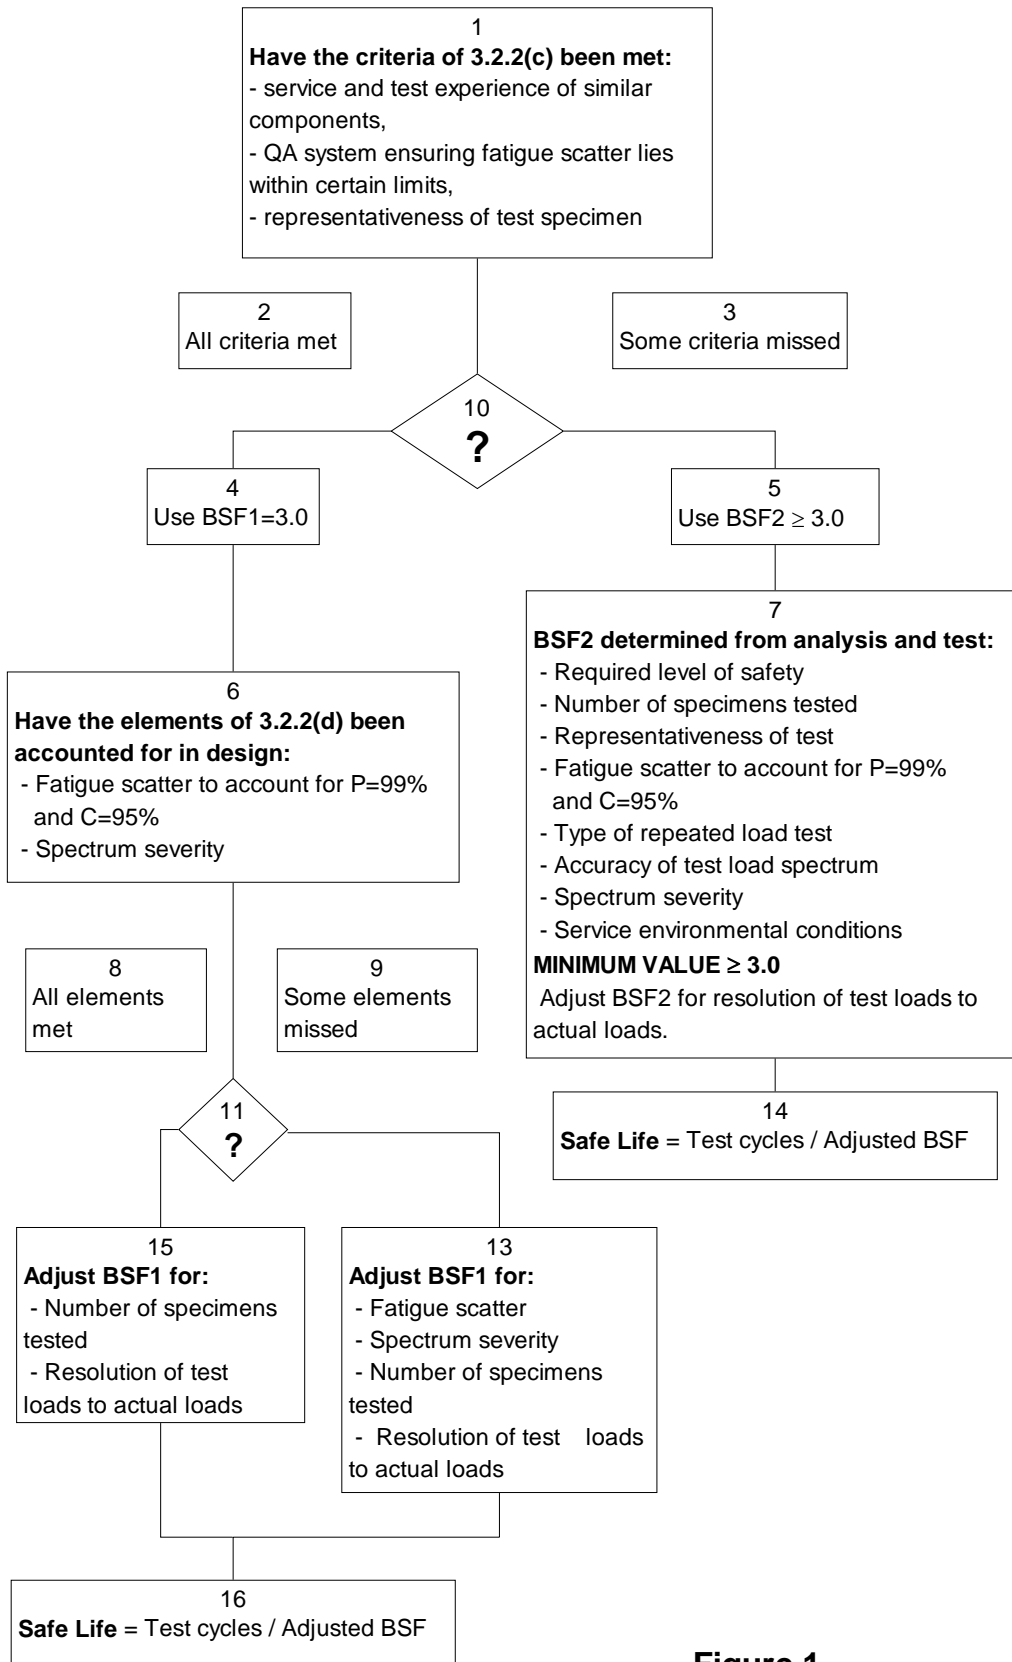 1
Have the criteria of 3.2.2(c) been met:
- service and test experience of similar
components,
- QA system ensuring fatigue scatter lies
within certain limits,
- representativeness of test specimen
2
All criteria met
3
Some criteria missed
10
?
4
Use BSF1=3.0
5
Use BSF2 ≥ 3.0
6
Have the elements of 3.2.2(d) been
accounted for in design:
- Fatigue scatter to account for P=99%
and C=95%
- Spectrum severity
7
BSF2 determined from analysis and test:
- Required level of safety
- Number of specimens tested
- Representativeness of test
- Fatigue scatter to account for P=99%
and C=95%
- Type of repeated load test
- Accuracy of test load spectrum
- Spectrum severity
- Service environmental conditions
MINIMUM VALUE ≥ 3.0
Adjust BSF2 for resolution of test loads to
actual loads.
8
All elements
met
9
Some elements
missed
11
?
14
Safe Life = Test cycles / Adjusted BSF
15
Adjust BSF1 for:
- Number of specimens
tested
- Resolution of test
loads to actual loads
13
Adjust BSF1 for:
- Fatigue scatter
- Spectrum severity
- Number of specimens
tested
- Resolution of test loads
to actual loads
16
Safe Life = Test cycles / Adjusted BSF
Figure 1